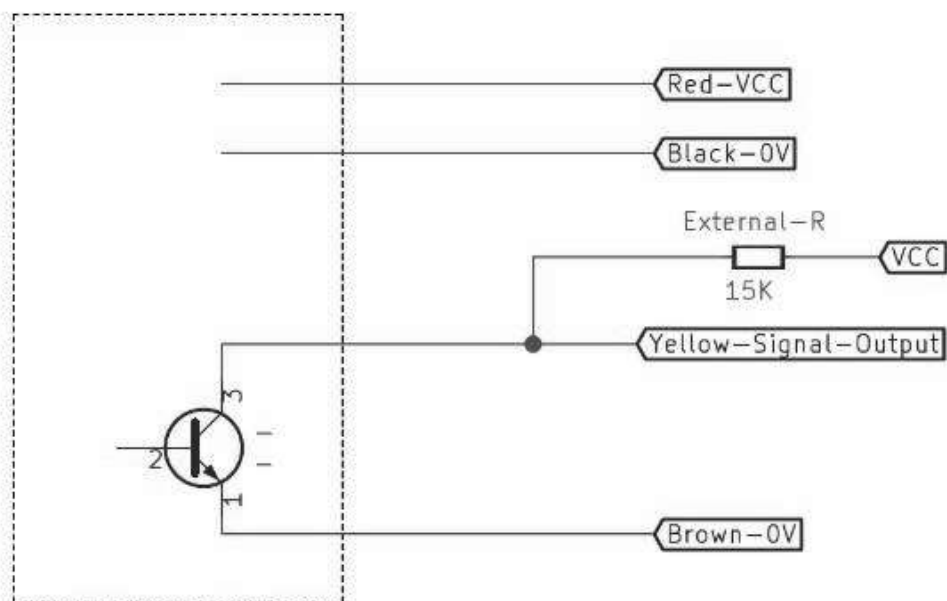 Red-VCC
Black-0V
External-R
VCC
15K
Yellow-Signal-Output
3
2
1
Brown-0V